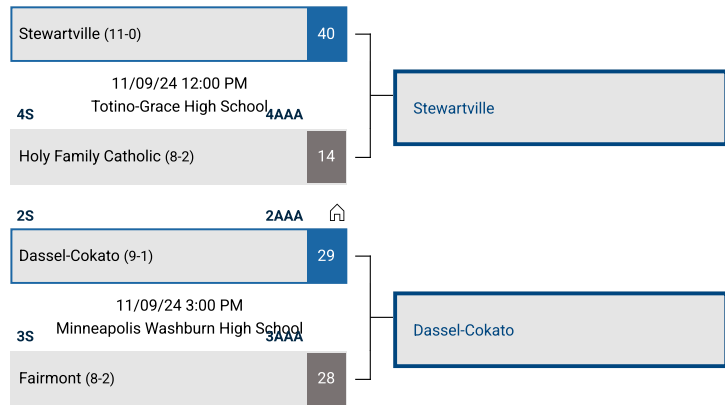 Stewartville (11-0) 40
11/09/24 12:00 PM
Totino-Grace High School
4S 4AAA
Stewartville
Holy Family Catholic (8-2) 14
2S 2AAA
Dassel-Cokato (9-1) 29
11/09/24 3:00 PM
Minneapolis Washburn High School
3S 3AAA
Dassel-Cokato
Fairmont (8-2) 28